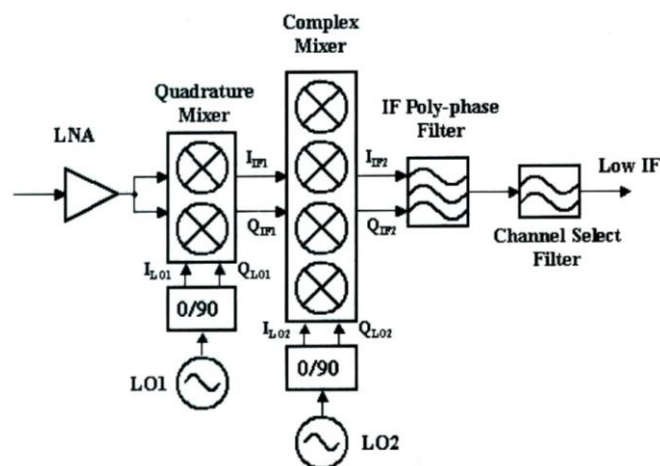 Complex
Mixer
Quadrature
Mixer
IF Poly-phase
Filter
LNA
I_IF1
I_IF2
Low IF
Q_IF1
Q_IF2
Channel Select
Filter
I_LO1
Q_LO1
0/90
I_LO2
Q_LO2
0/90
LO1
LO2